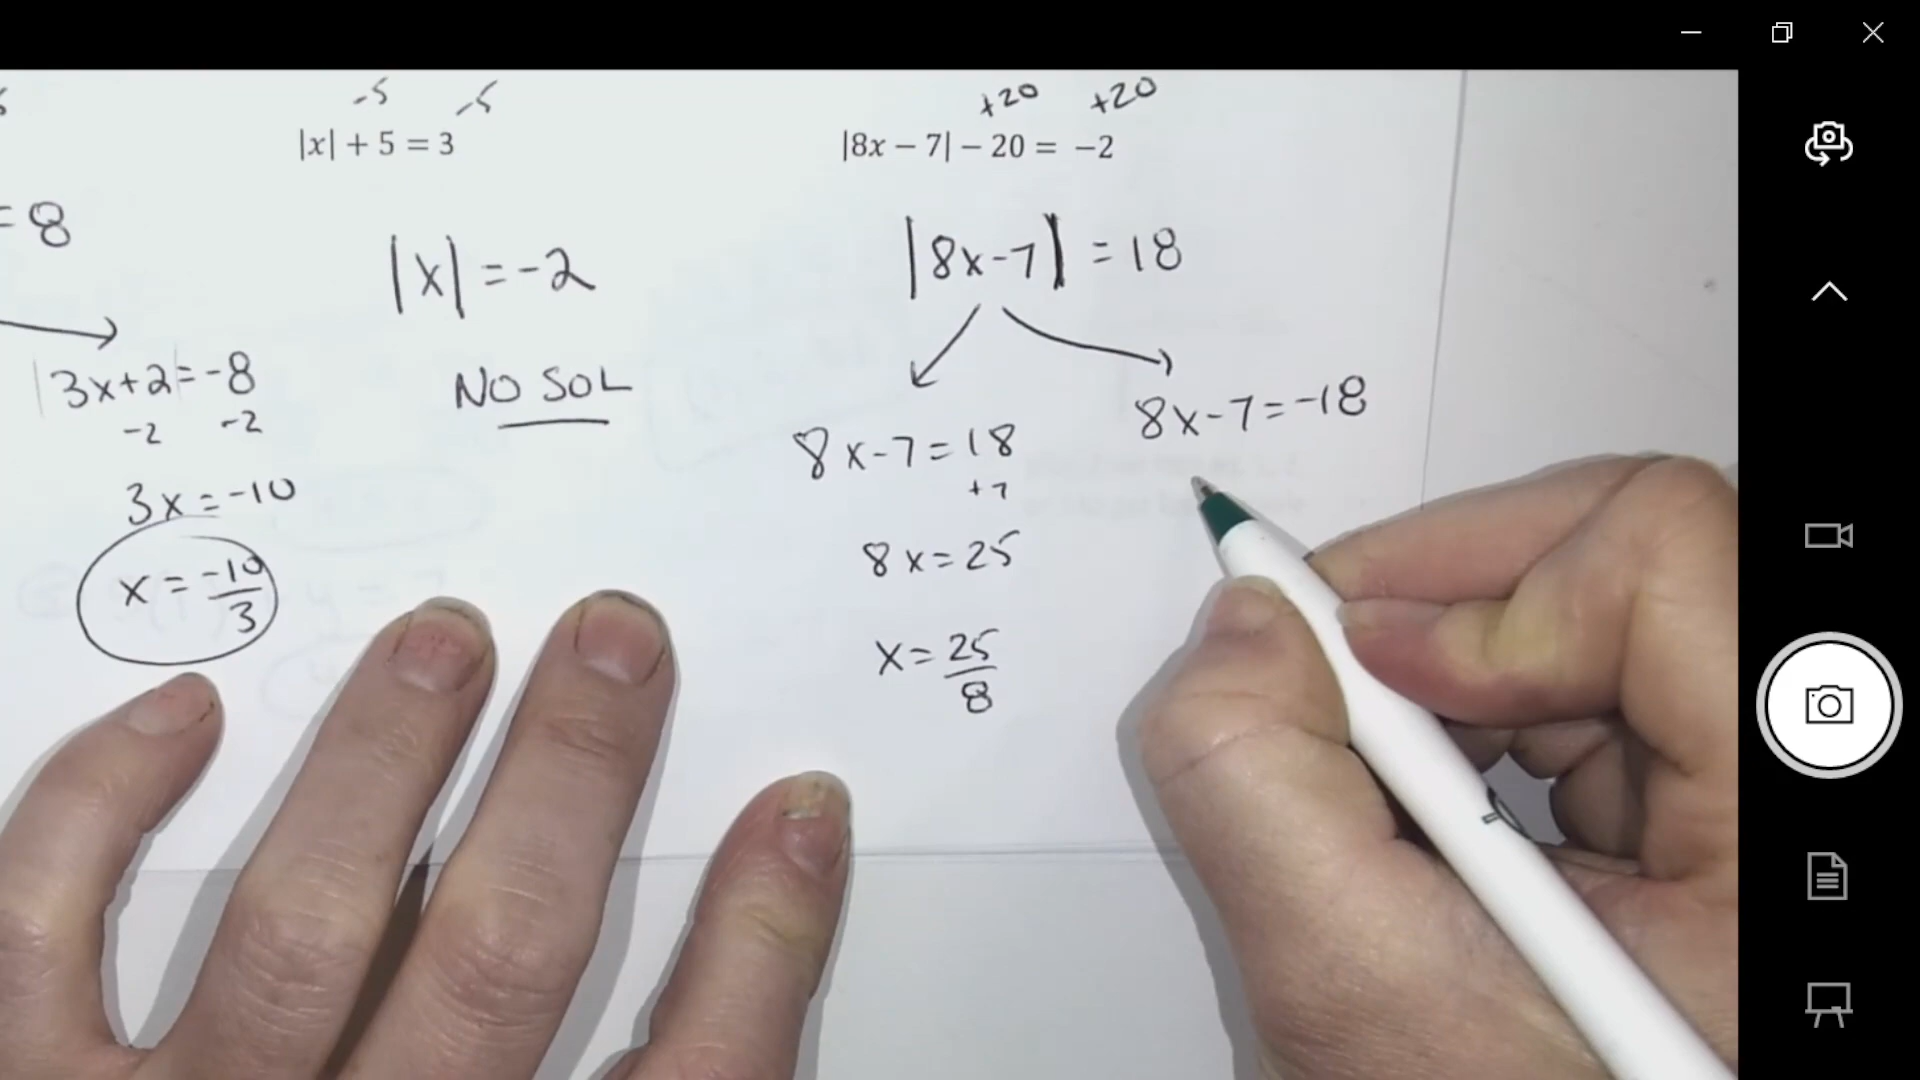 -5 -5
|x| + 5 = 3
|x| = -2
NO SOL
= 8
|3x+2| = -8
-2 -2
3x = -10
x = -10/3
+20 +20
|8x − 7| − 20 = −2
|8x-7| = 18
8x-7 = 18
+7
8x = 25
x = 25/8
8x-7 = -18